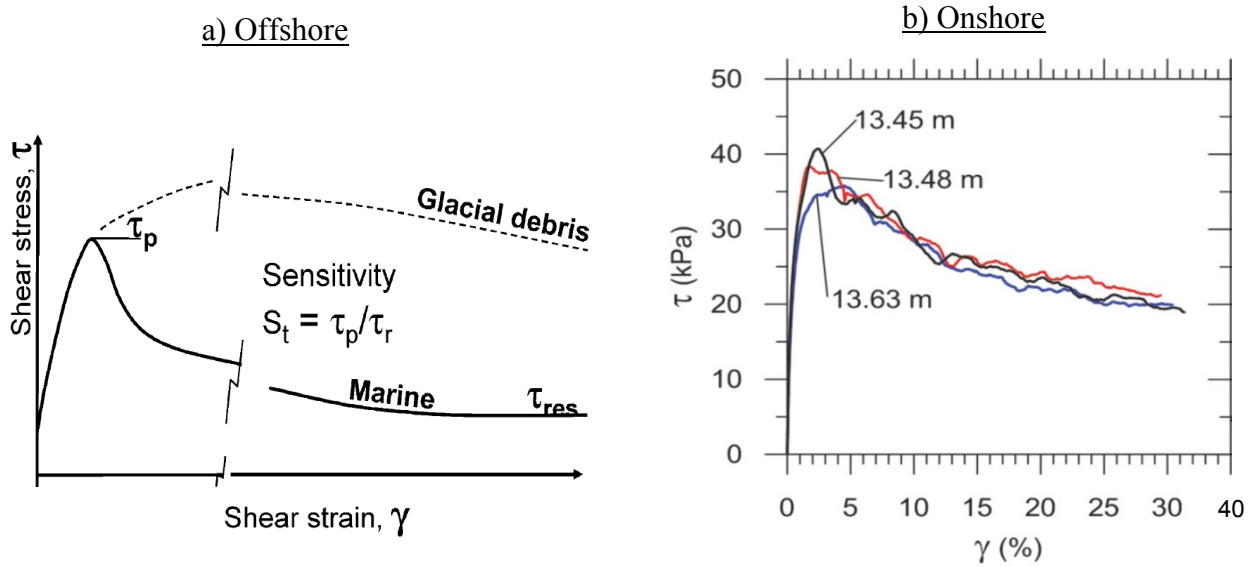 a) Offshore
Shear stress, τ
τp
Glacial debris
Sensitivity
St = τp/τr
Marine
τres
Shear strain, γ
b) Onshore
τ (kPa)
50
40
30
20
10
0
13.45 m
13.48 m
13.63 m
0 5 10 15 20 25 30 40
γ (%)